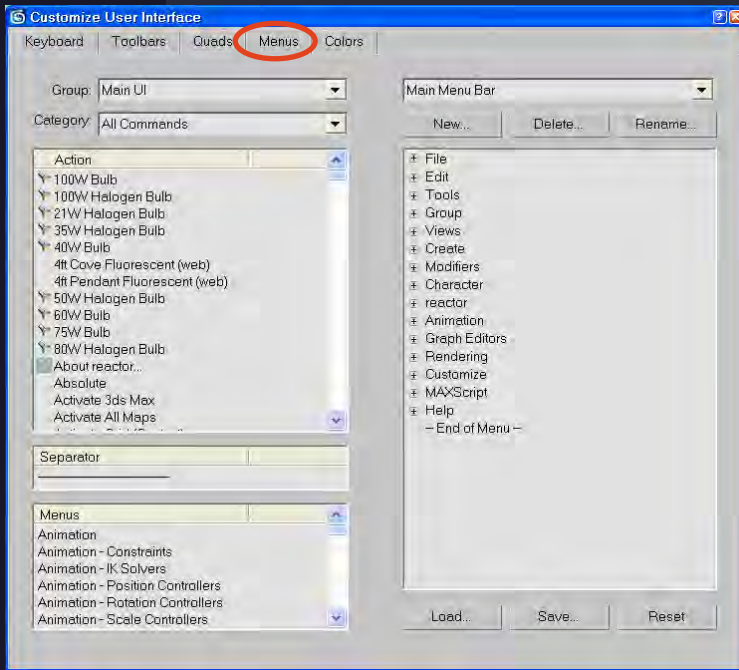 Customize User Interface
Keyboard Toolbars Quads Menus Colors
Group: Main UI
Category: All Commands
Action
100W Bulb
100W Halogen Bulb
21W Halogen Bulb
35W Halogen Bulb
40W Bulb
4ft Cove Fluorescent (web)
4ft Pendant Fluorescent (web)
50W Halogen Bulb
60W Bulb
75W Bulb
80W Halogen Bulb
About reactor...
Absolute
Activate 3ds Max
Activate All Maps
Separator
Menus
Animation
Animation - Constraints
Animation - IK Solvers
Animation - Position Controllers
Animation - Rotation Controllers
Animation - Scale Controllers
Main Menu Bar
New... Delete... Rename...
File
Edit
Tools
Group
Views
Create
Modifiers
Character
reactor
Animation
Graph Editors
Rendering
Customize
MAXScript
Help
– End of Menu –
Load... Save... Reset